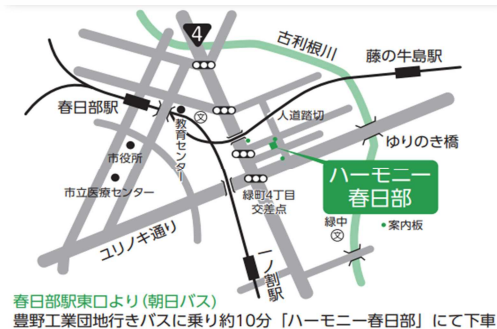 4
古利根川
藤の牛島駅
春日部駅
教育センター
文
人道踏切
ゆりのき橋
市役所
市立医療センター
ハーモニー
春日部
緑町4丁目
交差点
緑中
文
案内板
ユリノキ通り
一ノ割駅
春日部駅東口より（朝日バス）
豊野工業団地行きバスに乗り約10分「ハーモニー春日部」にて下車